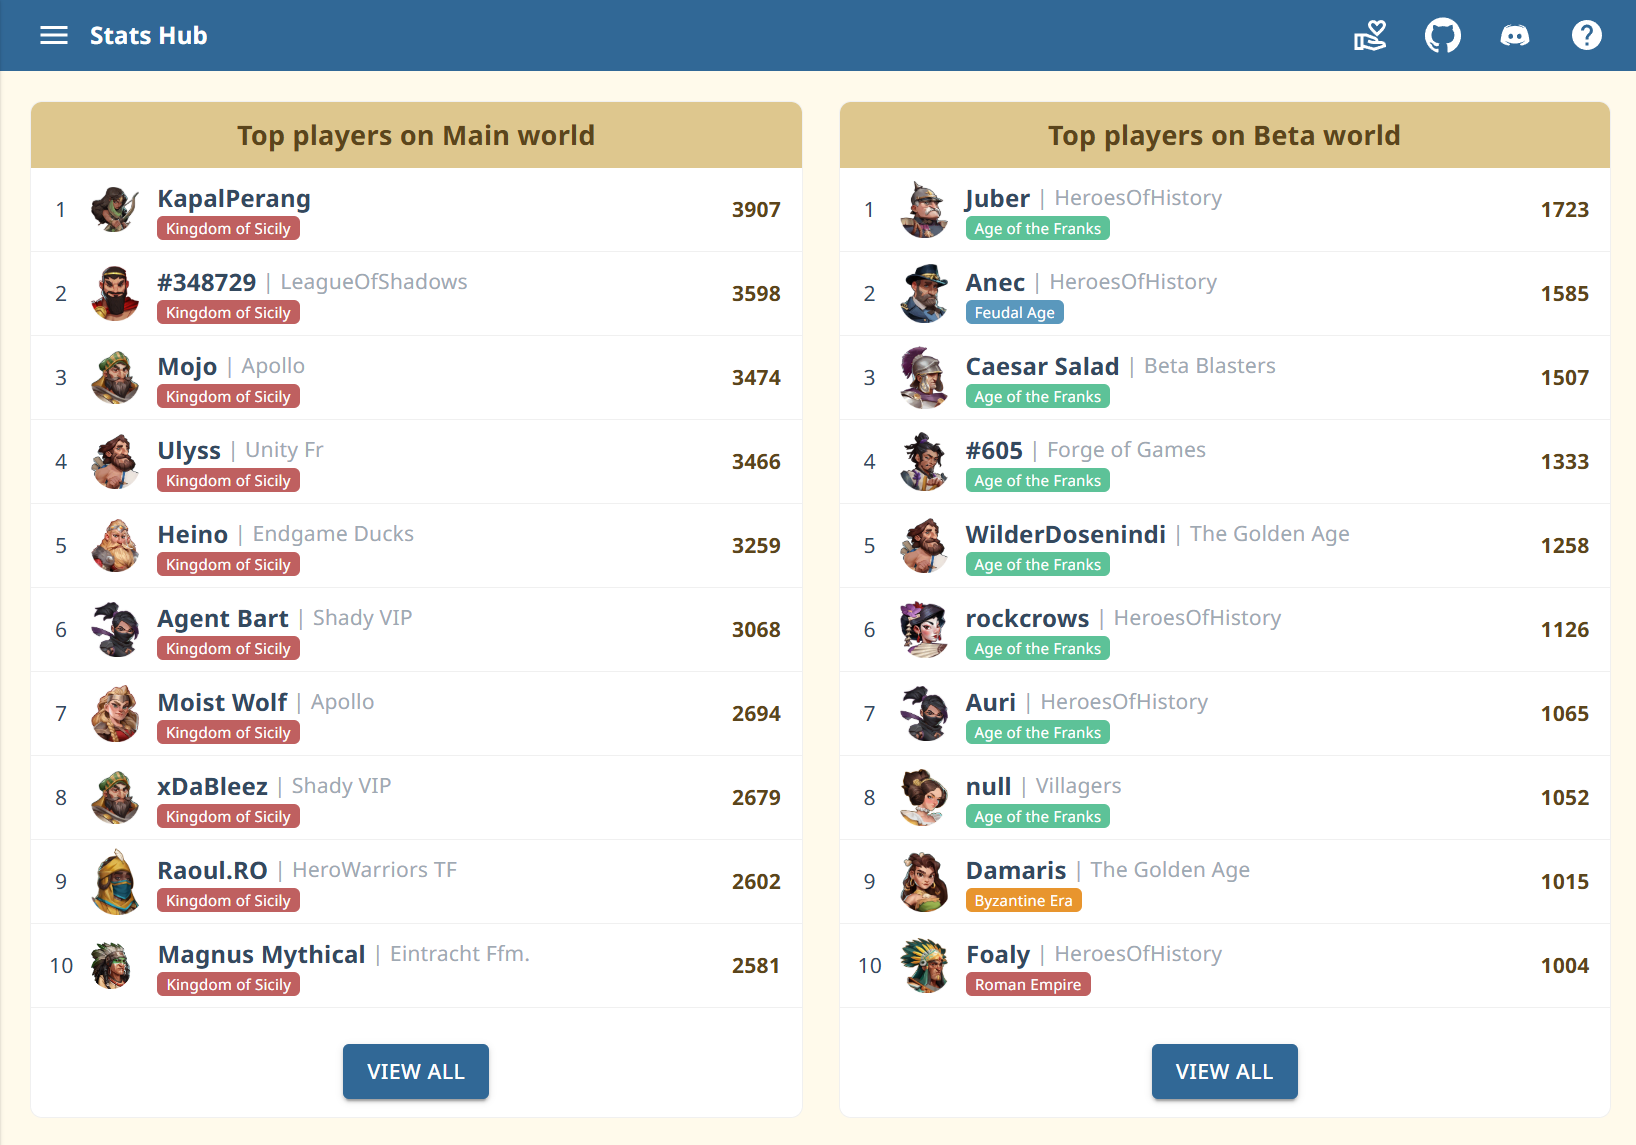 Stats Hub
Top players on Main world
1 KapalPerang 3907
Kingdom of Sicily
2 #348729 | LeagueOfShadows 3598
Kingdom of Sicily
3 Mojo | Apollo 3474
Kingdom of Sicily
4 Ulyss | Unity Fr 3466
Kingdom of Sicily
5 Heino | Endgame Ducks 3259
Kingdom of Sicily
6 Agent Bart | Shady VIP 3068
Kingdom of Sicily
7 Moist Wolf | Apollo 2694
Kingdom of Sicily
8 xDaBleez | Shady VIP 2679
Kingdom of Sicily
9 Raoul.RO | HeroWarriors TF 2602
Kingdom of Sicily
10 Magnus Mythical | Eintracht Ffm. 2581
Kingdom of Sicily
VIEW ALL
Top players on Beta world
1 Juber | HeroesOfHistory 1723
Age of the Franks
2 Anec | HeroesOfHistory 1585
Feudal Age
3 Caesar Salad | Beta Blasters 1507
Age of the Franks
4 #605 | Forge of Games 1333
Age of the Franks
5 WilderDosenindi | The Golden Age 1258
Age of the Franks
6 rockcrows | HeroesOfHistory 1126
Age of the Franks
7 Auri | HeroesOfHistory 1065
Age of the Franks
8 null | Villagers 1052
Age of the Franks
9 Damaris | The Golden Age 1015
Byzantine Era
10 Foaly | HeroesOfHistory 1004
Roman Empire
VIEW ALL